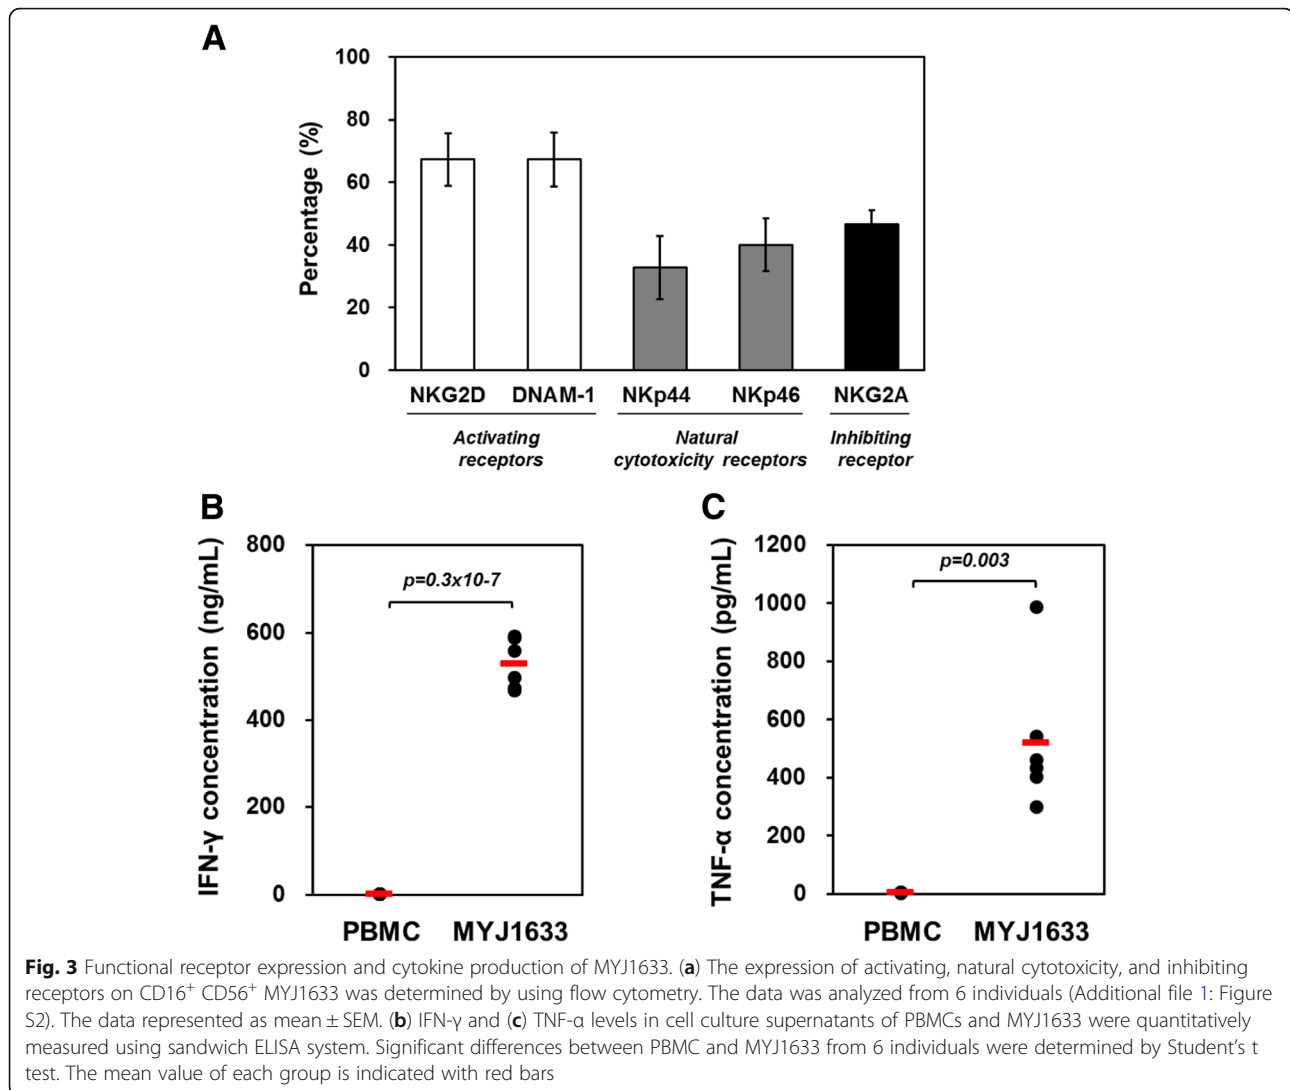 A
Percentage (%)
100
80
60
40
20
0
NKG2D DNAM-1 NKp44 NKp46 NKG2A
Activating receptors
Natural cytotoxicity receptors
Inhibiting receptor
B
IFN-γ concentration (ng/mL)
800
600
400
200
0
p=0.3x10-7
PBMC MYJ1633
C
TNF-α concentration (pg/mL)
1200
1000
800
600
400
200
0
p=0.003
PBMC MYJ1633
Fig. 3 Functional receptor expression and cytokine production of MYJ1633. (a) The expression of activating, natural cytotoxicity, and inhibiting
receptors on CD16⁺ CD56⁺ MYJ1633 was determined by using flow cytometry. The data was analyzed from 6 individuals (Additional file 1: Figure
S2). The data represented as mean ± SEM. (b) IFN-γ and (c) TNF-α levels in cell culture supernatants of PBMCs and MYJ1633 were quantitatively
measured using sandwich ELISA system. Significant differences between PBMC and MYJ1633 from 6 individuals were determined by Student's t
test. The mean value of each group is indicated with red bars